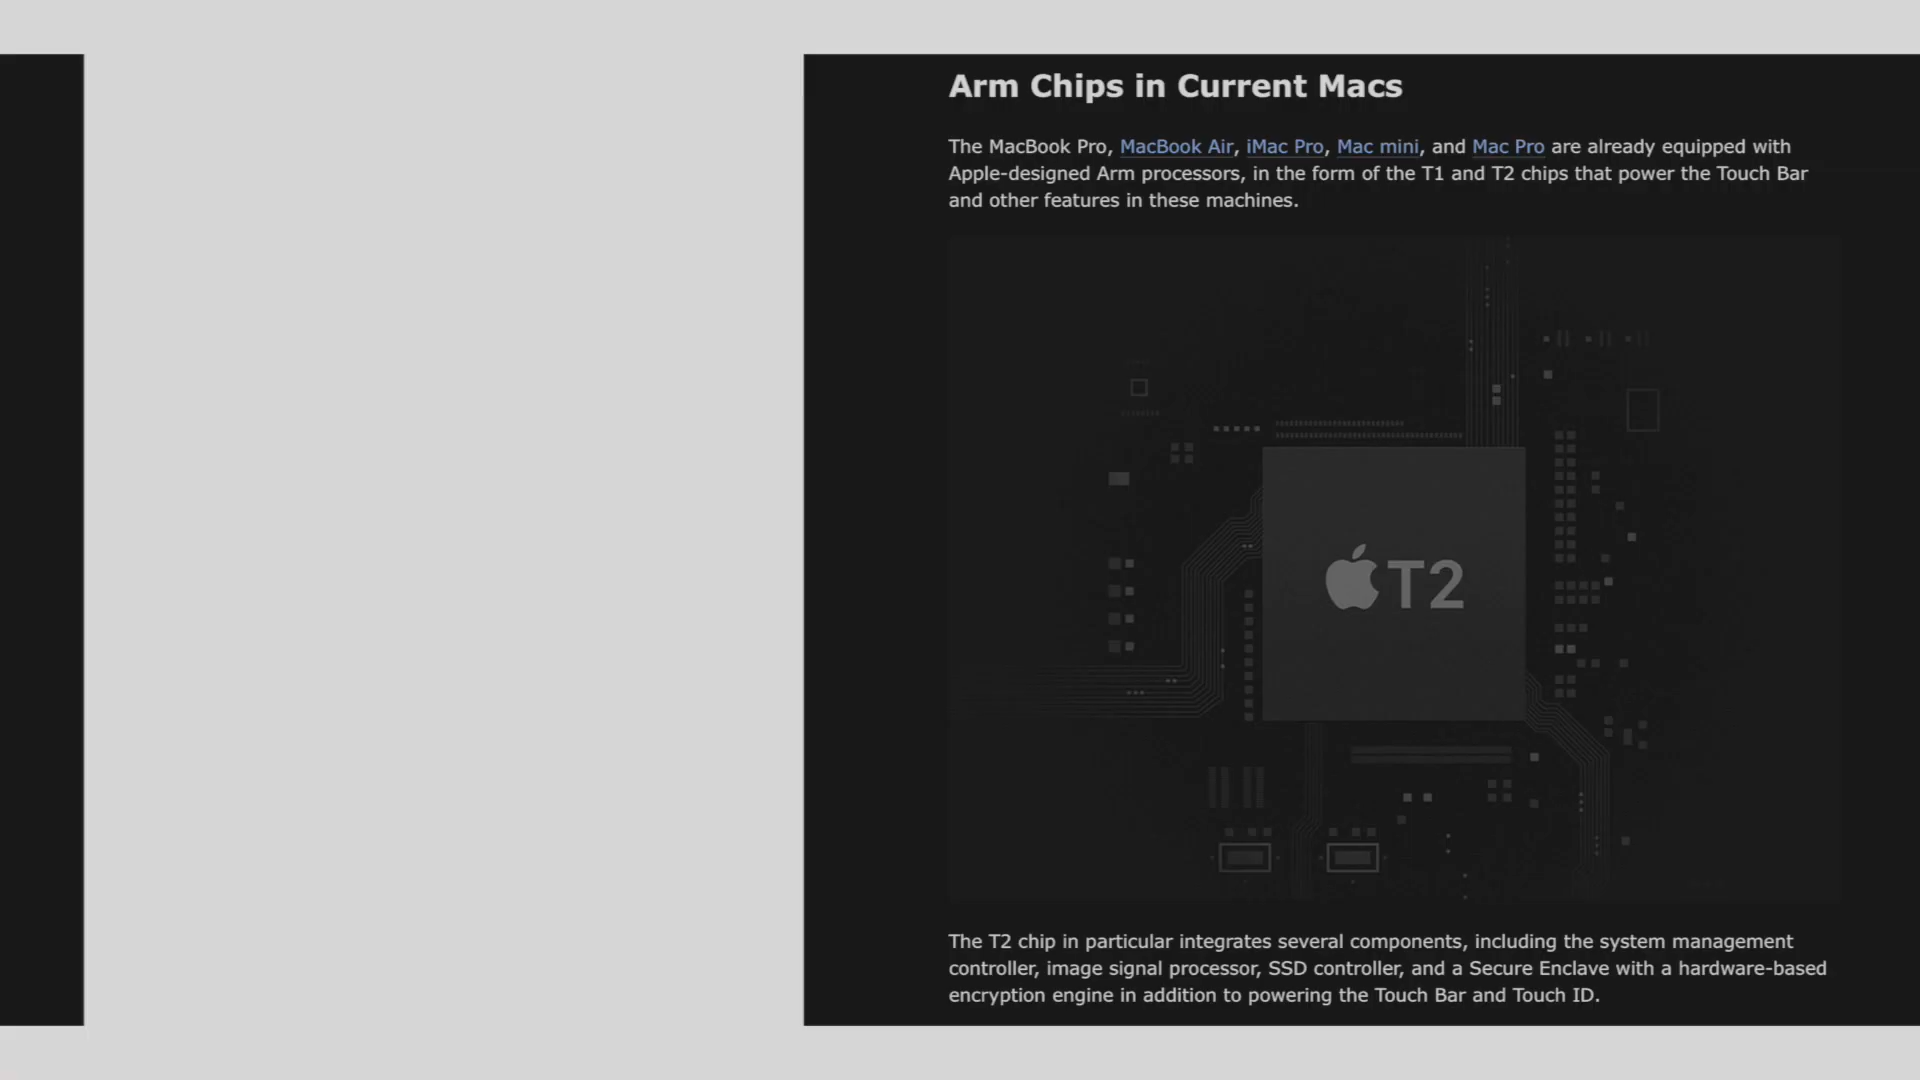 Arm Chips in Current Macs
The MacBook Pro, MacBook Air, iMac Pro, Mac mini, and Mac Pro are already equipped with
Apple-designed Arm processors, in the form of the T1 and T2 chips that power the Touch Bar
and other features in these machines.
T2
The T2 chip in particular integrates several components, including the system management
controller, image signal processor, SSD controller, and a Secure Enclave with a hardware-based
encryption engine in addition to powering the Touch Bar and Touch ID.